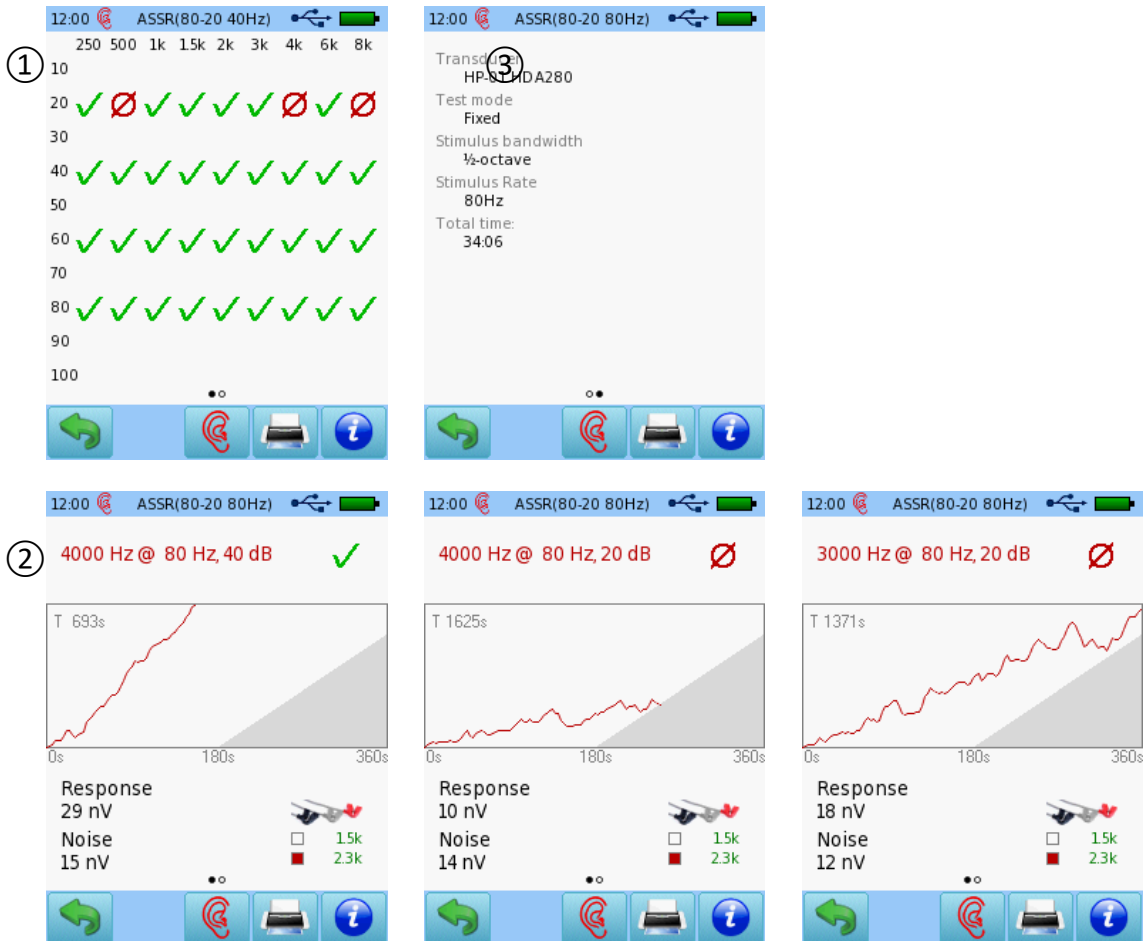 12:00 ASSR(80-20 40Hz)
250 500 1k 1.5k 2k 3k 4k 6k 8k
①
10
20
30
40
50
60
70
80
90
100
12:00 ASSR(80-20 80Hz)
③
Transducer
HP-01 HDA280
Test mode
Fixed
Stimulus bandwidth
½-octave
Stimulus Rate
80Hz
Total time:
34:06
12:00 ASSR(80-20 80Hz)
②
4000 Hz @ 80 Hz, 40 dB
T 693s
0s 180s 360s
Response
29 nV
Noise
15 nV
1.5k
2.3k
12:00 ASSR(80-20 80Hz)
4000 Hz @ 80 Hz, 20 dB
T 1625s
0s 180s 360s
Response
10 nV
Noise
14 nV
1.5k
2.3k
12:00 ASSR(80-20 80Hz)
3000 Hz @ 80 Hz, 20 dB
T 1371s
0s 180s 360s
Response
18 nV
Noise
12 nV
1.5k
2.3k